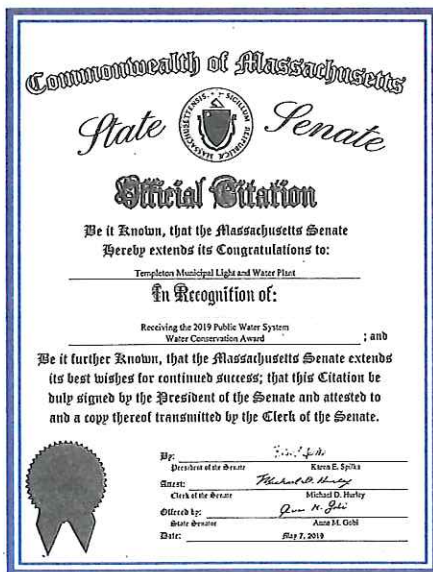 Commonwealth of Massachusetts
State Senate
Official Citation
Be it Known, that the Massachusetts Senate
Hereby extends its Congratulations to:
Templeton Municipal Light and Water Plant
In Recognition of:
Receiving the 2019 Public Water System
Water Conservation Award ; and
Be it further Known, that the Massachusetts Senate extends
its best wishes for continued success; that this Citation be
duly signed by the President of the Senate and attested to
and a copy thereof transmitted by the Clerk of the Senate.
By:
President of the Senate Karen E. Spilka
Attest: Michael D. Hurley
Clerk of the Senate Michael D. Hurley
Offered by: Anne M. Gobi
State Senator Anne M. Gobi
Date: May 7, 2019